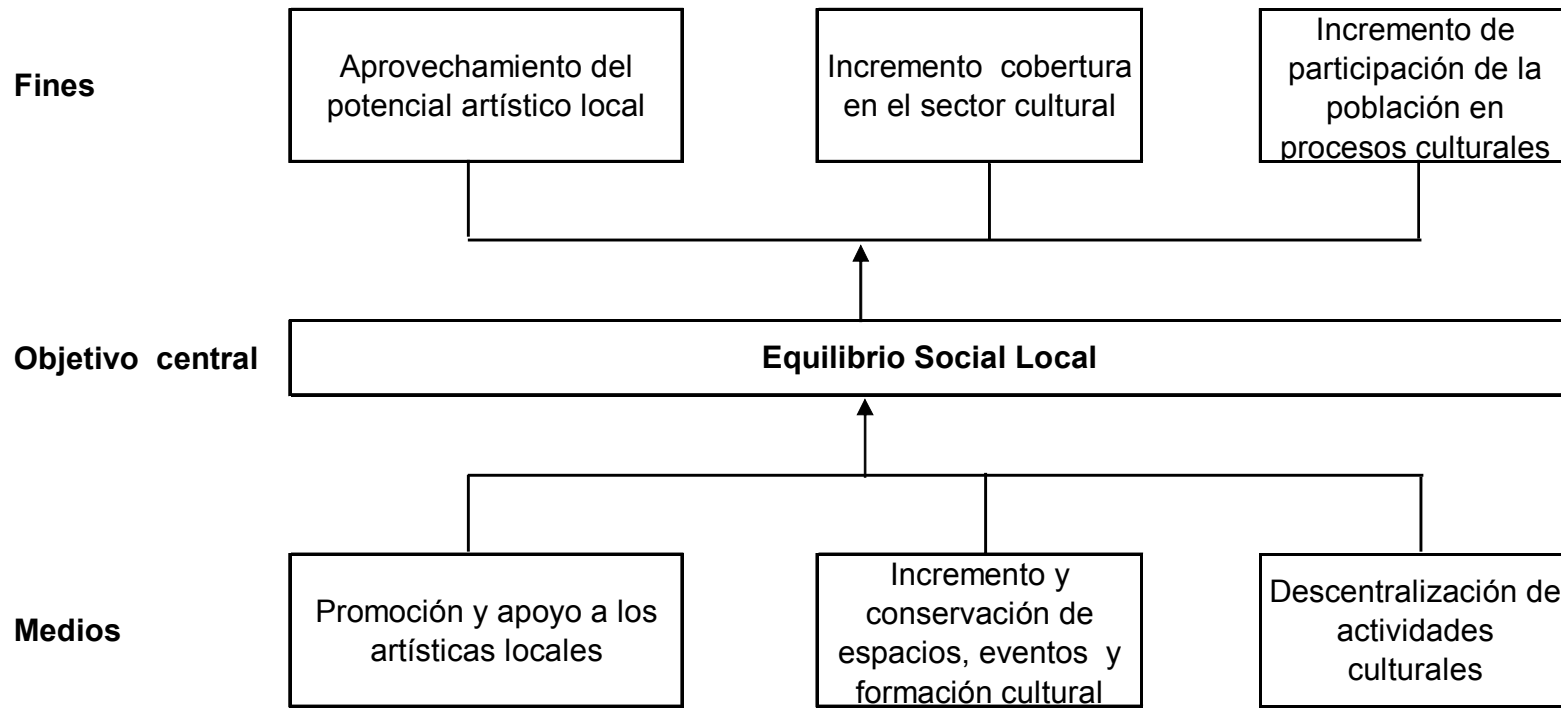 Fines
Aprovechamiento del
potencial artístico local
Incremento  cobertura
en el sector cultural
Incremento de
participación de la
población en
procesos culturales
Objetivo  central
Equilibrio Social Local
Medios
Promoción y apoyo a los
artísticas locales
Incremento y
conservación de
espacios, eventos  y
formación cultural
Descentralización de
actividades
culturales